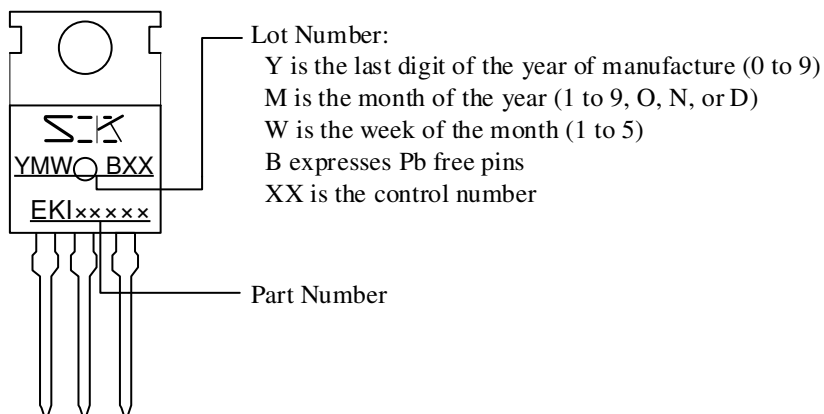 Lot Number:
Y is the last digit of the year of manufacture (0 to 9)
M is the month of the year (1 to 9, O, N, or D)
W is the week of the month (1 to 5)
B expresses Pb free pins
XX is the control number
SK
YMW BXX
EKI×××××
Part Number